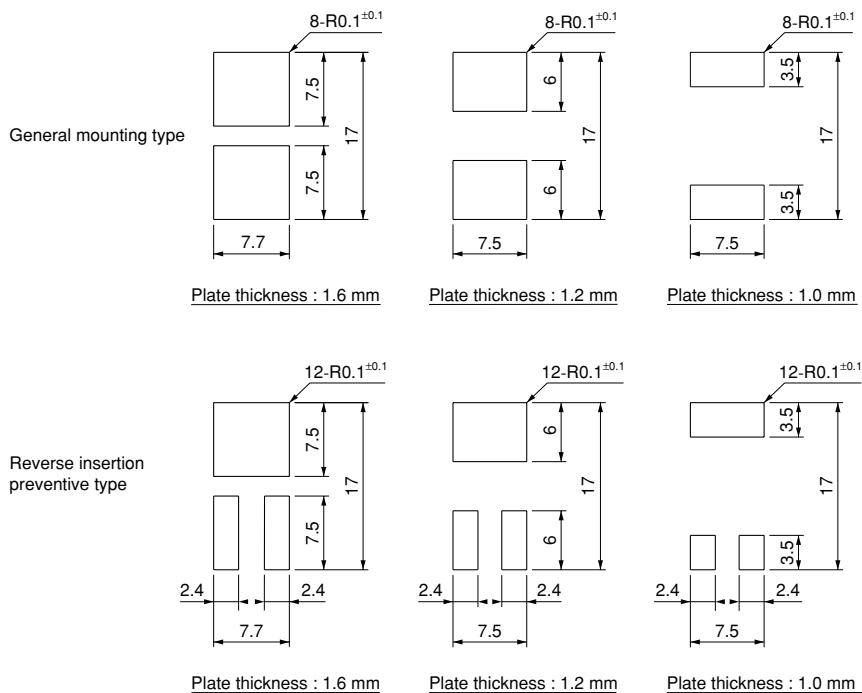 8-R0.1±0.1 8-R0.1±0.1 8-R0.1±0.1
7.5 6 3.5
General mounting type
17 17 17
7.5 6 3.5
7.7 7.5 7.5
Plate thickness : 1.6 mm Plate thickness : 1.2 mm Plate thickness : 1.0 mm
12-R0.1±0.1 12-R0.1±0.1 12-R0.1±0.1
7.5 6 3.5
Reverse insertion
preventive type
17 17 17
7.5 6 3.5
2.4 2.4 2.4 2.4 2.4 2.4
7.7 7.5 7.5
Plate thickness : 1.6 mm Plate thickness : 1.2 mm Plate thickness : 1.0 mm